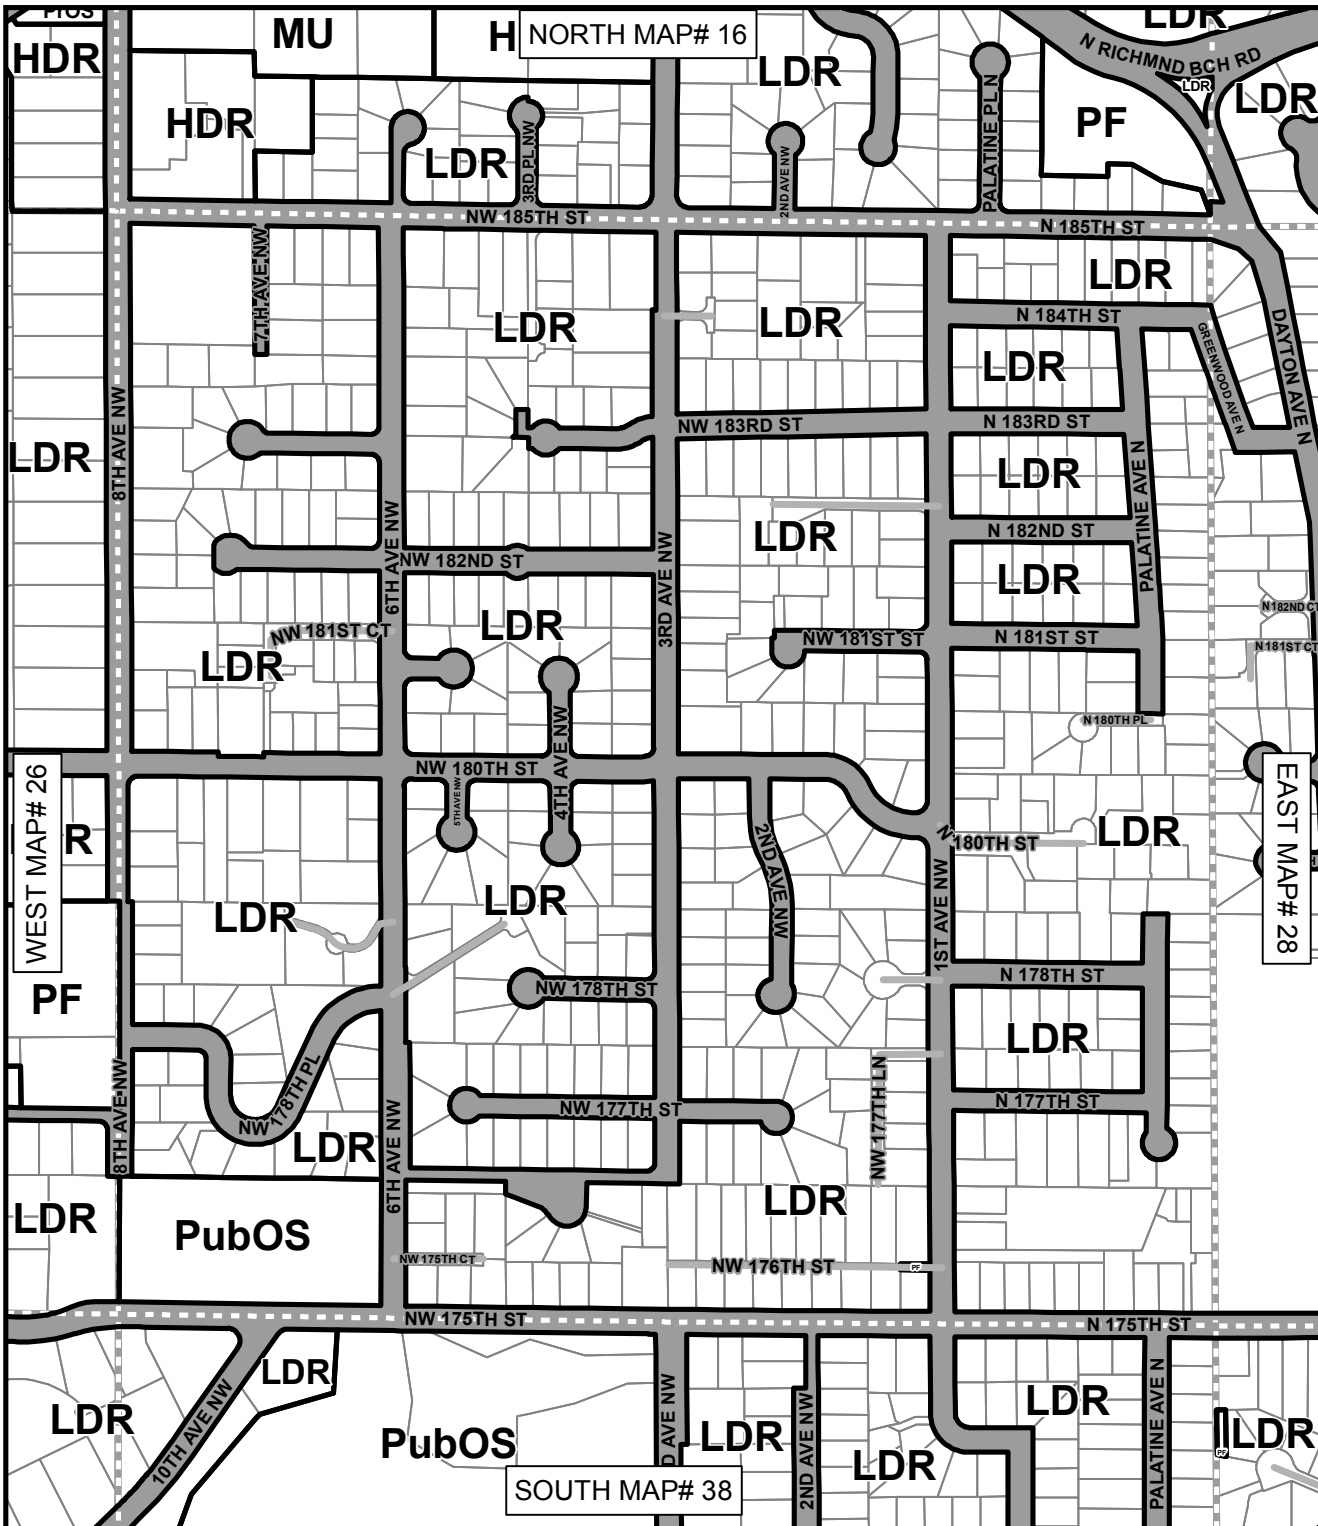 PrOS
MU
H
NORTH MAP# 16
LDR
N RICHMND BCH RD
HDR
LDR
LDR
LDR
HDR
LDR
3RD PL NW
2ND AVE NW
PALATINE PL N
PF
NW 185TH ST
N 185TH ST
7TH AVE NW
LDR
LDR
LDR
N 184TH ST
LDR
GREENWOOD AVE N
DAYTON AVE N
8TH AVE NW
LDR
NW 183RD ST
N 183RD ST
LDR
PALATINE AVE N
6TH AVE NW
NW 182ND ST
3RD AVE NW
LDR
N 182ND ST
LDR
N 182ND CT
NW 181ST CT
LDR
LDR
NW 181ST ST
N 181ST ST
N 181ST CT
4TH AVE NW
N 180TH PL
NW 180TH ST
5TH AVE NW
WEST MAP# 26
R
2ND AVE NW
N 180TH ST
LDR
EAST MAP# 28
LDR
LDR
1ST AVE NW
PF
NW 178TH ST
N 178TH ST
LDR
NW 178TH PL
8TH AVE NW
NW 177TH ST
NW 177TH LN
N 177TH ST
LDR
6TH AVE NW
LDR
LDR
PubOS
NW 175TH CT
NW 176TH ST
PF
NW 175TH ST
N 175TH ST
LDR
LDR
10TH AVE NW
PubOS
D AVE NW
LDR
2ND AVE NW
LDR
LDR
PALATINE AVE N
LDR
PF
SOUTH MAP# 38